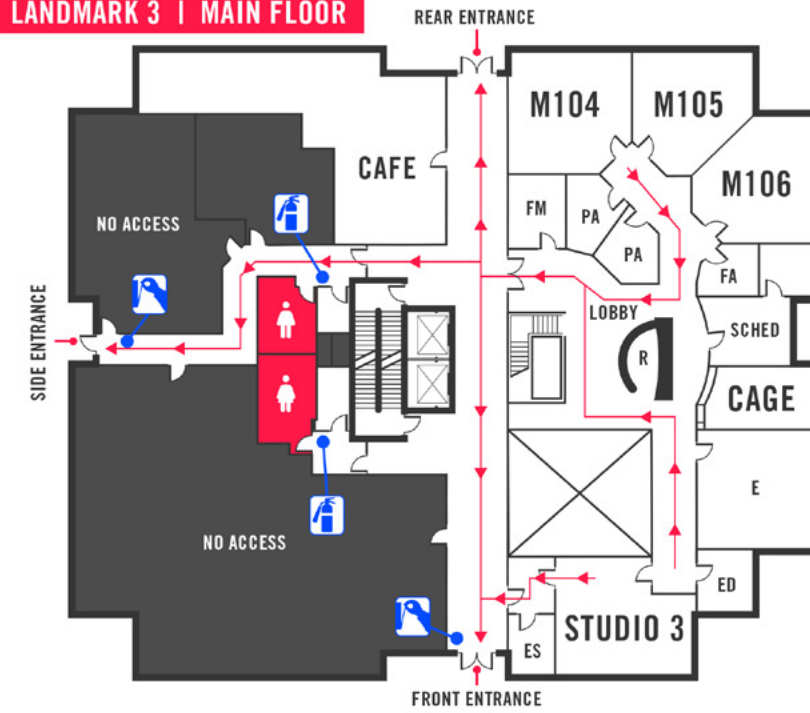 LANDMARK 3 | MAIN FLOOR
REAR ENTRANCE
M104
M105
CAFE
M106
FM
PA
NO ACCESS
PA
FA
SIDE ENTRANCE
LOBBY
SCHED
R
CAGE
E
NO ACCESS
ED
STUDIO 3
ES
FRONT ENTRANCE